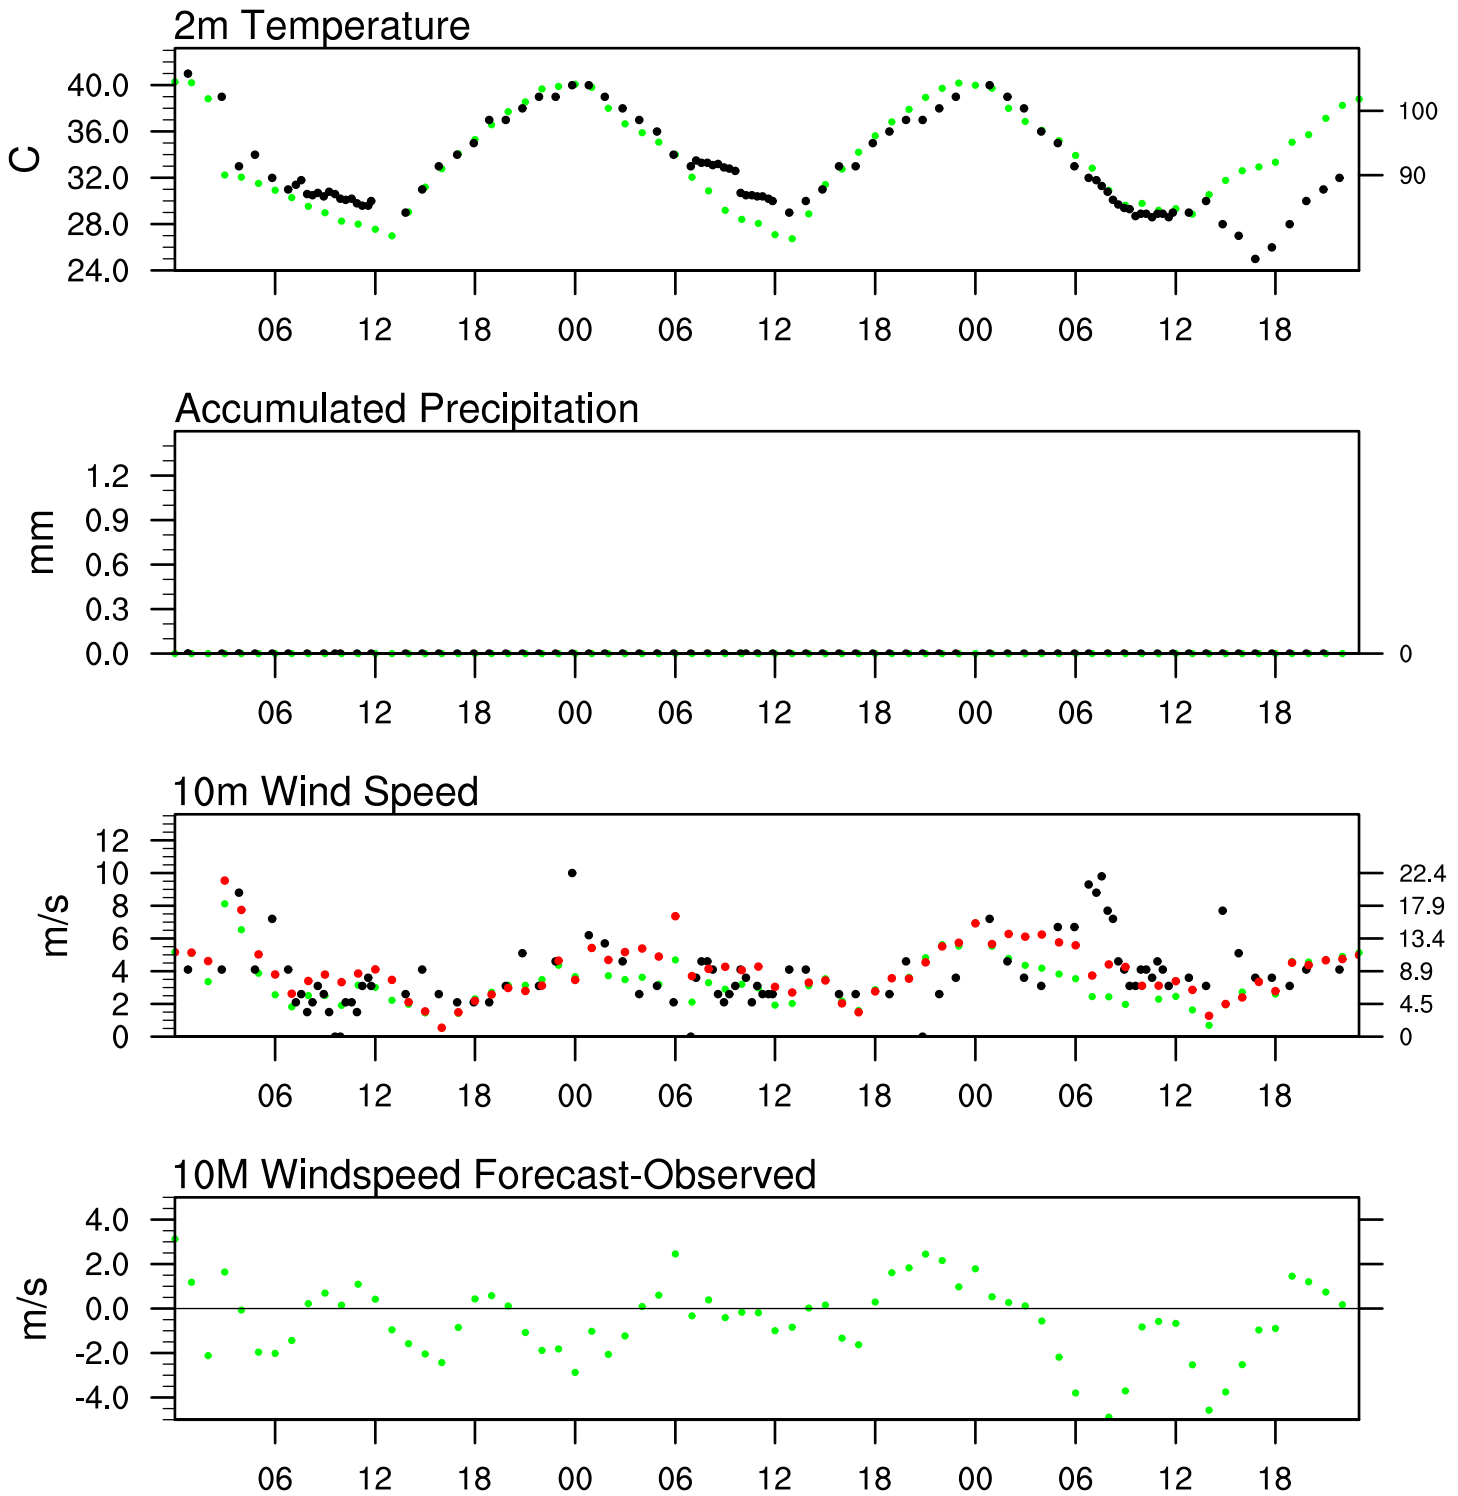 2m Temperature
40.0
36.0
32.0
28.0
24.0
C
100
90
06 12 18 00 06 12 18 00 06 12 18
Accumulated Precipitation
1.2
0.9
0.6
0.3
0.0
mm
0
06 12 18 00 06 12 18 00 06 12 18
10m Wind Speed
12
10
8
6
4
2
0
m/s
22.4
17.9
13.4
8.9
4.5
0
06 12 18 00 06 12 18 00 06 12 18
10M Windspeed Forecast-Observed
4.0
2.0
0.0
-2.0
-4.0
m/s
06 12 18 00 06 12 18 00 06 12 18